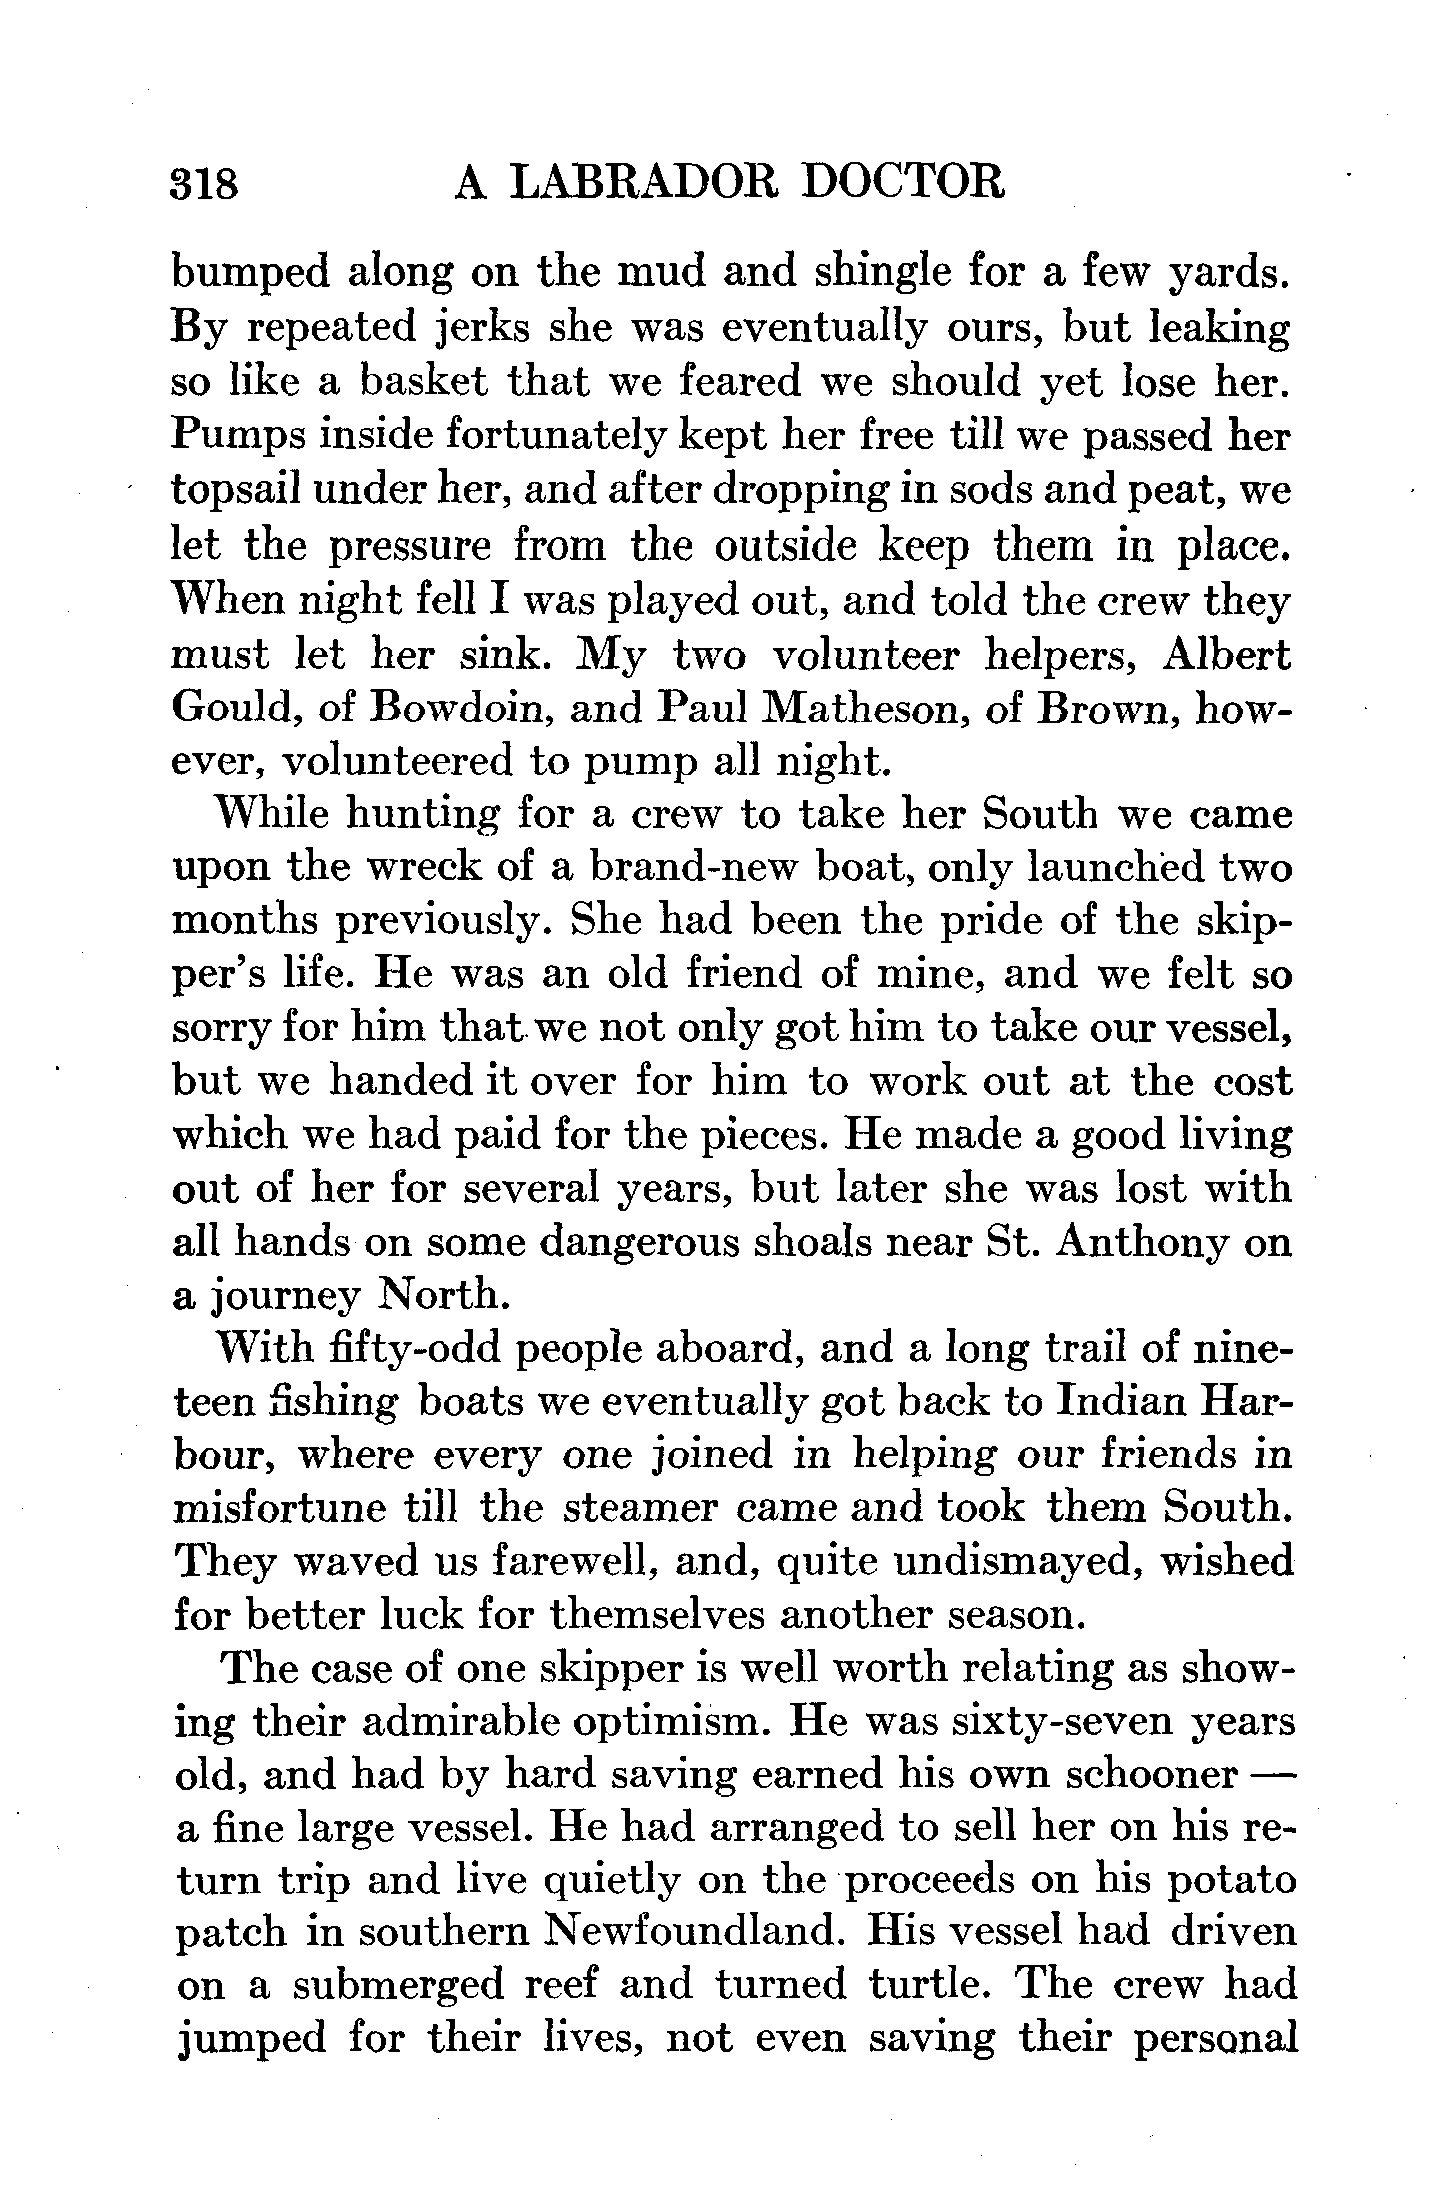 318 A LABRADOR DOCTOR
bumped along on the mud and shingle for a few yards.
By repeated jerks she was eventually ours, but leaking
so like a basket that we feared we should yet lose her.
Pumps inside fortunately kept her free till we passed her
topsail under her, and after dropping in sods and peat, we
let the pressure from the outside keep them in place.
When night fell I was played out, and told the crew they
must let her sink. My two volunteer helpers, Albert
Gould, of Bowdoin, and Paul Matheson, of Brown, how-
ever, volunteered to pump all night.
While hunting for a crew to take her South we came
upon the wreck of a brand-new boat, only launched two
months previously. She had been the pride of the skip-
per's life. He was an old friend of mine, and we felt so
sorry for him that we not only got him to take our vessel,
but we handed it over for him to work out at the cost
which we had paid for the pieces. He made a good living
out of her for several years, but later she was lost with
all hands on some dangerous shoals near St. Anthony on
a journey North.
With fifty-odd people aboard, and a long trail of nine-
teen fishing boats we eventually got back to Indian Har-
bour, where every one joined in helping our friends in
misfortune till the steamer came and took them South.
They waved us farewell, and, quite undismayed, wished
for better luck for themselves another season.
The case of one skipper is well worth relating as show-
ing their admirable optimism. He was sixty-seven years
old, and had by hard saving earned his own schooner —
a fine large vessel. He had arranged to sell her on his re-
turn trip and live quietly on the proceeds on his potato
patch in southern Newfoundland. His vessel had driven
on a submerged reef and turned turtle. The crew had
jumped for their lives, not even saving their personal